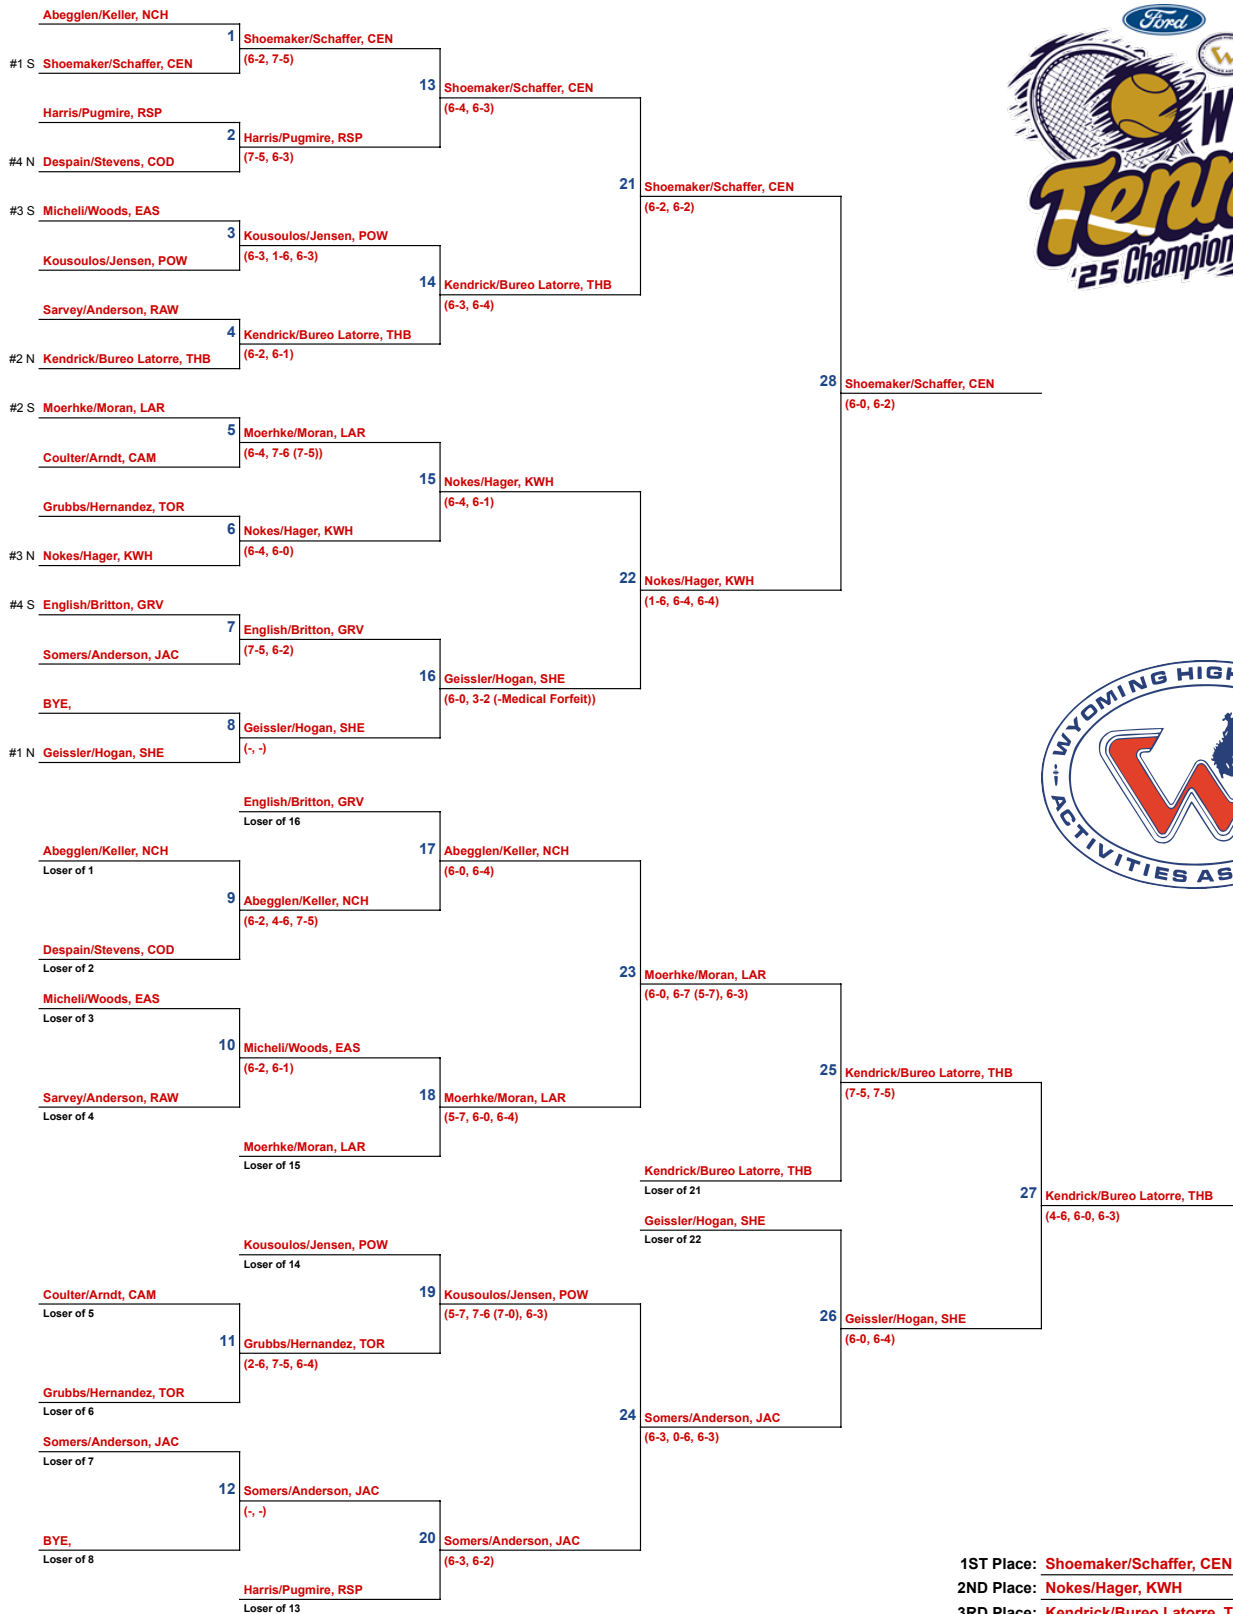 Abegglen/Keller, NCH
1 Shoemaker/Schaffer, CEN
#1 S Shoemaker/Schaffer, CEN
(6-2, 7-5)
13 Shoemaker/Schaffer, CEN
(6-4, 6-3)
Harris/Pugmire, RSP
2 Harris/Pugmire, RSP
#4 N Despain/Stevens, COD
(7-5, 6-3)
21 Shoemaker/Schaffer, CEN
(6-2, 6-2)
#3 S Micheli/Woods, EAS
3 Kousoulos/Jensen, POW
Kousoulos/Jensen, POW
(6-3, 1-6, 6-3)
14 Kendrick/Bureo Latorre, THB
(6-3, 6-4)
Sarvey/Anderson, RAW
4 Kendrick/Bureo Latorre, THB
#2 N Kendrick/Bureo Latorre, THB
(6-2, 6-1)
28 Shoemaker/Schaffer, CEN
(6-0, 6-2)
#2 S Moerhke/Moran, LAR
5 Moerhke/Moran, LAR
Coulter/Arndt, CAM
(6-4, 7-6 (7-5))
15 Nokes/Hager, KWH
(6-4, 6-1)
Grubbs/Hernandez, TOR
6 Nokes/Hager, KWH
#3 N Nokes/Hager, KWH
(6-4, 6-0)
22 Nokes/Hager, KWH
(1-6, 6-4, 6-4)
#4 S English/Britton, GRV
7 English/Britton, GRV
Somers/Anderson, JAC
(7-5, 6-2)
16 Geissler/Hogan, SHE
(6-0, 3-2 (-Medical Forfeit))
BYE,
8 Geissler/Hogan, SHE
#1 N Geissler/Hogan, SHE
(-, -)
English/Britton, GRV
Loser of 16
17 Abegglen/Keller, NCH
(6-0, 6-4)
Abegglen/Keller, NCH
Loser of 1
9 Abegglen/Keller, NCH
(6-2, 4-6, 7-5)
Despain/Stevens, COD
Loser of 2
23 Moerhke/Moran, LAR
(6-0, 6-7 (5-7), 6-3)
Micheli/Woods, EAS
Loser of 3
10 Micheli/Woods, EAS
(6-2, 6-1)
Sarvey/Anderson, RAW
Loser of 4
18 Moerhke/Moran, LAR
(5-7, 6-0, 6-4)
Moerhke/Moran, LAR
Loser of 15
25 Kendrick/Bureo Latorre, THB
(7-5, 7-5)
Kendrick/Bureo Latorre, THB
Loser of 21
27 Kendrick/Bureo Latorre, THB
(4-6, 6-0, 6-3)
Geissler/Hogan, SHE
Loser of 22
Kousoulos/Jensen, POW
Loser of 14
19 Kousoulos/Jensen, POW
(5-7, 7-6 (7-0), 6-3)
Coulter/Arndt, CAM
Loser of 5
11 Grubbs/Hernandez, TOR
(2-6, 7-5, 6-4)
Grubbs/Hernandez, TOR
Loser of 6
26 Geissler/Hogan, SHE
(6-0, 6-4)
24 Somers/Anderson, JAC
(6-3, 0-6, 6-3)
Somers/Anderson, JAC
Loser of 7
12 Somers/Anderson, JAC
(-, -)
BYE,
Loser of 8
20 Somers/Anderson, JAC
(6-3, 6-2)
Harris/Pugmire, RSP
Loser of 13
Ford
W
Tenn
'25 Champion
WYOMING HIGH
ACTIVITIES AS
1ST Place: Shoemaker/Schaffer, CEN
2ND Place: Nokes/Hager, KWH
3RD Place: Kendrick/Bureo Latorre, T